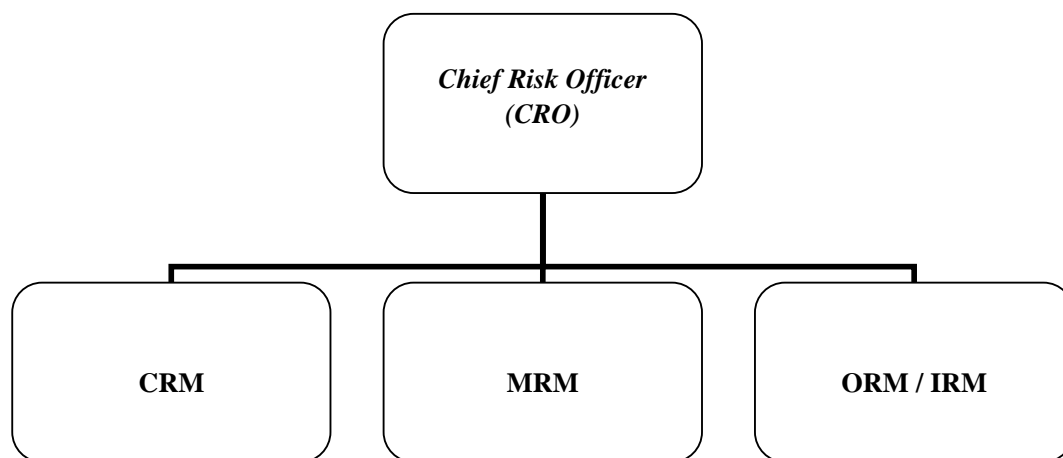 Chief Risk Officer
(CRO)
CRM
MRM
ORM / IRM